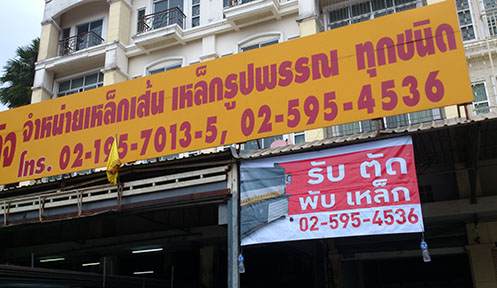 จำหน่ายเหล็กเส้น เหล็กรูปพรรณ ทุกชนิด
โทร. 02-195-7013-5, 02-595-4536
รับ ตัด
พับ เหล็ก
02-595-4536